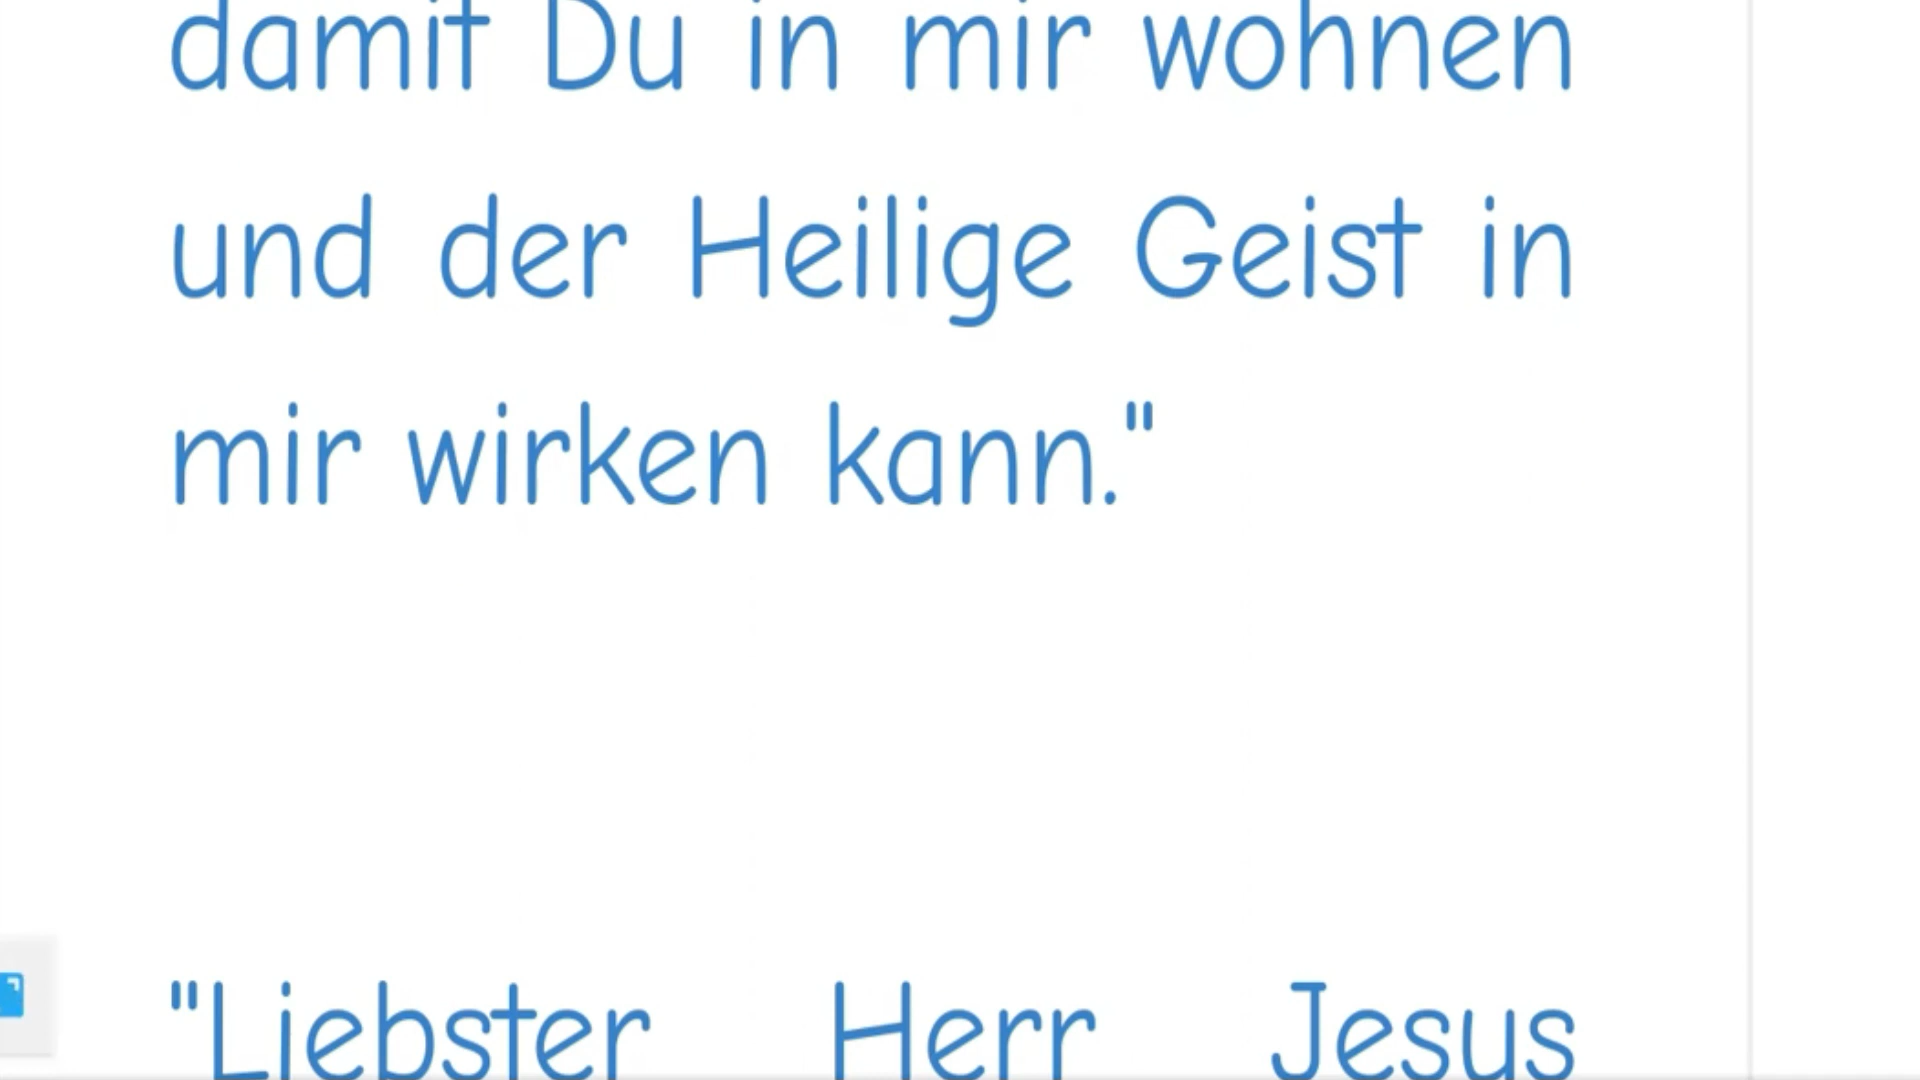 damit Du in mir wohnen
und der Heilige Geist in
mir wirken kann."
"Liebster Herr Jesus